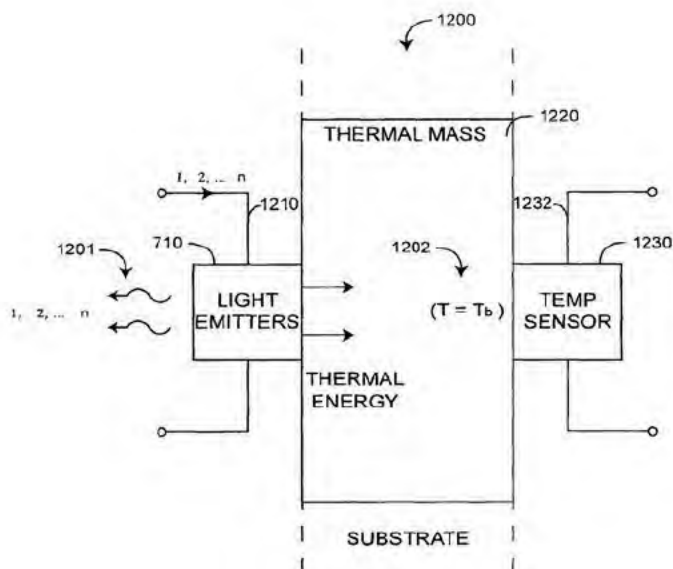 1200
1220
THERMAL MASS
1, 2, ... n
1210
1232
710
1230
1201
1202
LIGHT
EMITTERS
1, 2, ... n
(T = Tb)
TEMP
SENSOR
THERMAL
ENERGY
SUBSTRATE